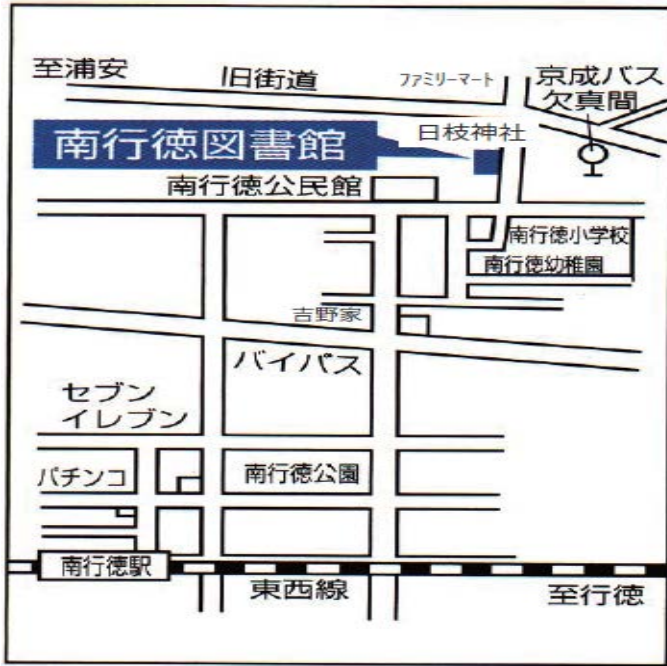 至浦安
旧街道
ファミリーマート
京成バス
欠真間
日枝神社
南行徳図書館
南行徳公民館
南行徳小学校
南行徳幼稚園
吉野家
バイパス
セブン
イレブン
パチンコ
南行徳公園
南行徳駅
東西線
至行徳